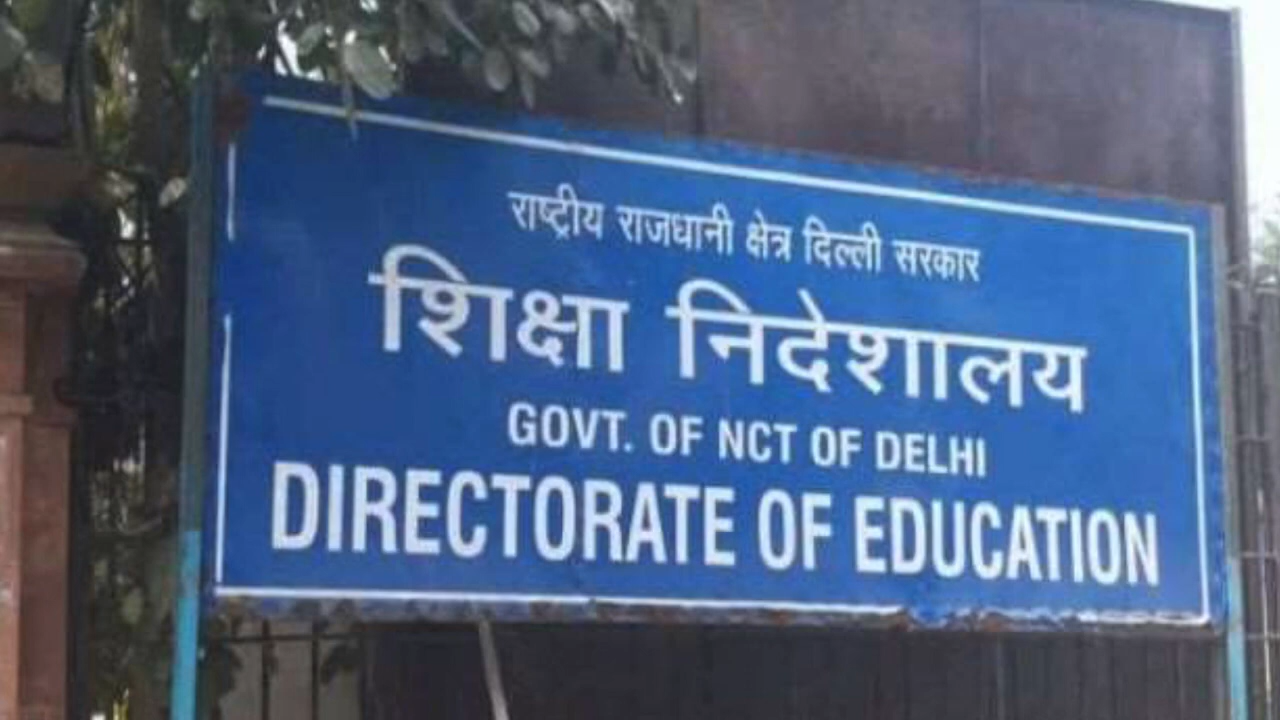 राष्ट्रीय राजधानी क्षेत्र दिल्ली सरकार
शिक्षा निदेशालय
GOVT. OF NCT OF DELHI
DIRECTORATE OF EDUCATION